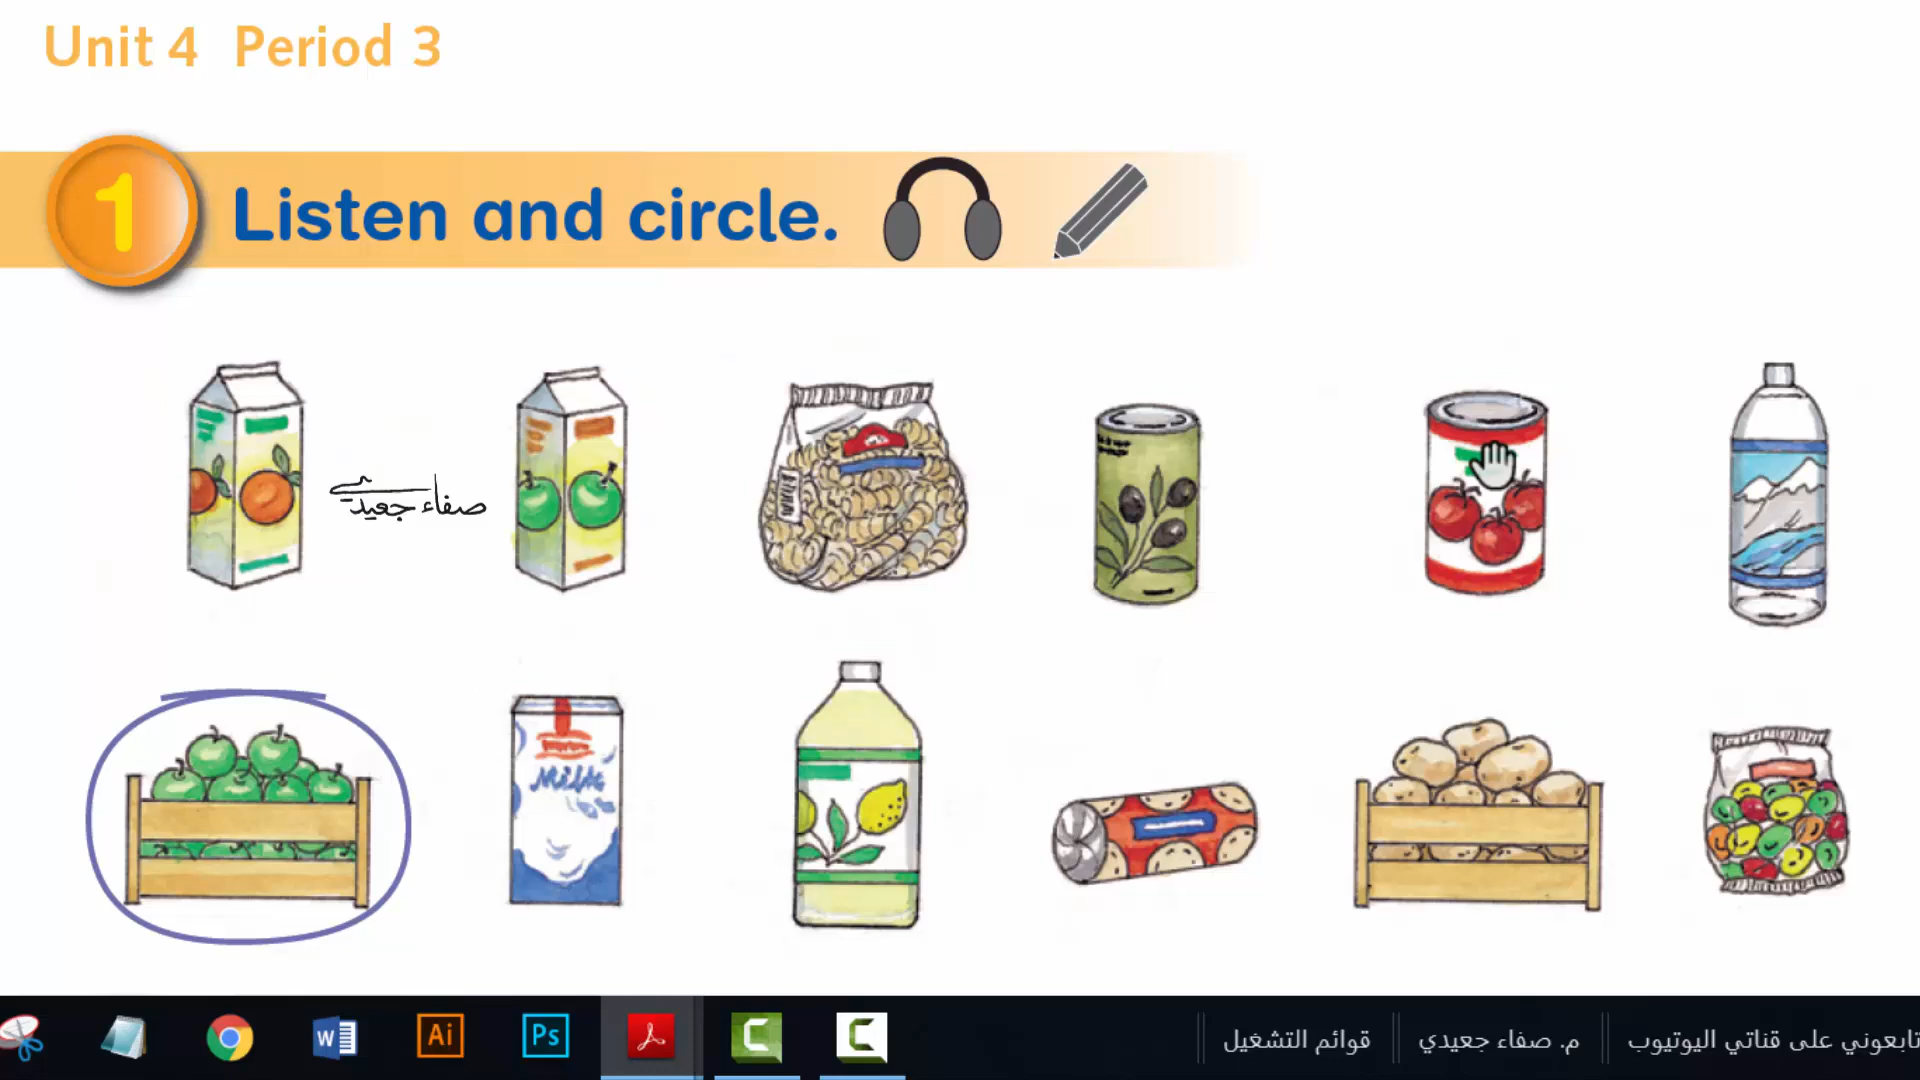 Unit 4 Period 3
1 Listen and circle.
صفاء جعيدي
Milk
W Ai Ps
قوائم التشغيل
م. صفاء جعيدي
تابعوني على قناتي اليوتيوب